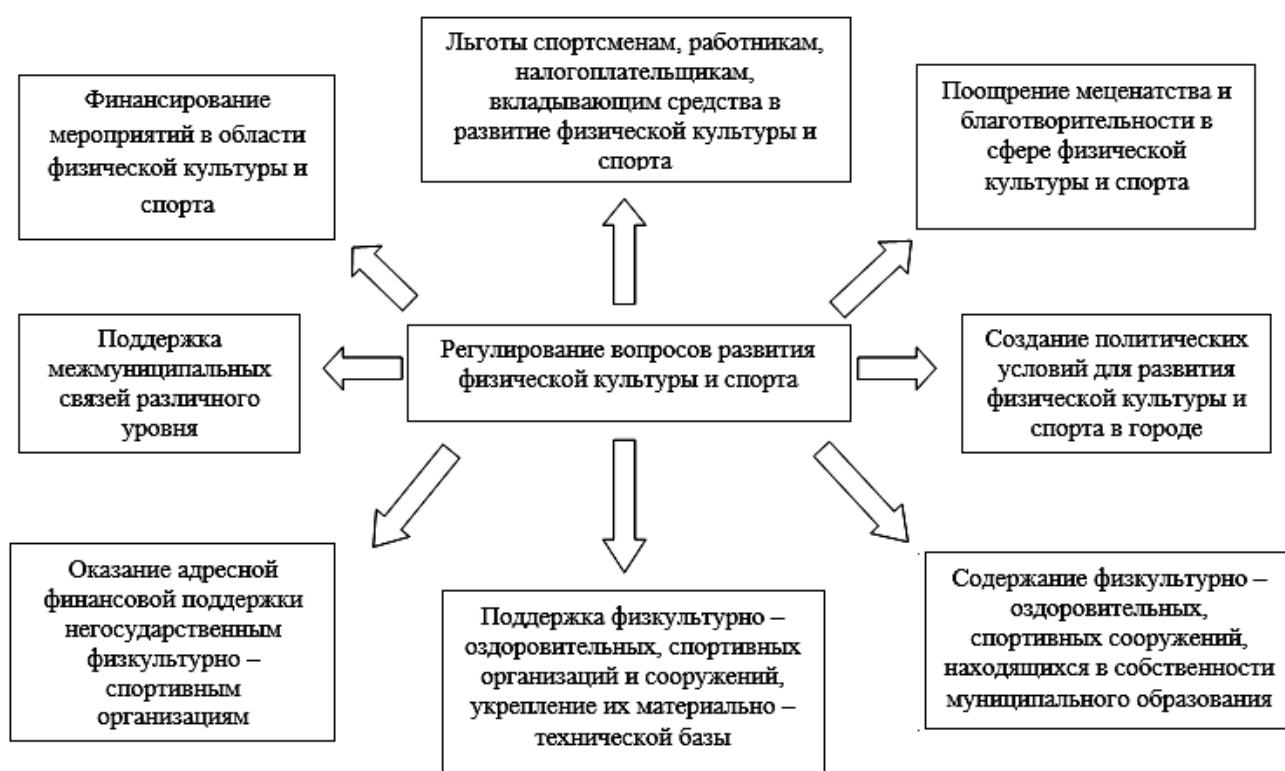 Льготы спортсменам, работникам,
налогоплательщикам,
вкладывающим средства в
развитие физической культуры и
спорта
Финансирование
мероприятий в области
физической культуры и
спорта
Поощрение меценатства и
благотворительности в
сфере физической
культуры и спорта
Поддержка
межмуниципальных
связей различного
уровня
Регулирование вопросов развития
физической культуры и спорта
Создание политических
условий для развития
физической культуры и
спорта в городе
Оказание адресной
финансовой поддержки
негосударственным
физкультурно –
спортивным
организациям
Поддержка физкультурно –
оздоровительных, спортивных
организаций и сооружений,
укрепление их материально –
технической базы
Содержание физкультурно –
оздоровительных,
спортивных сооружений,
находящихся в собственности
муниципального образования